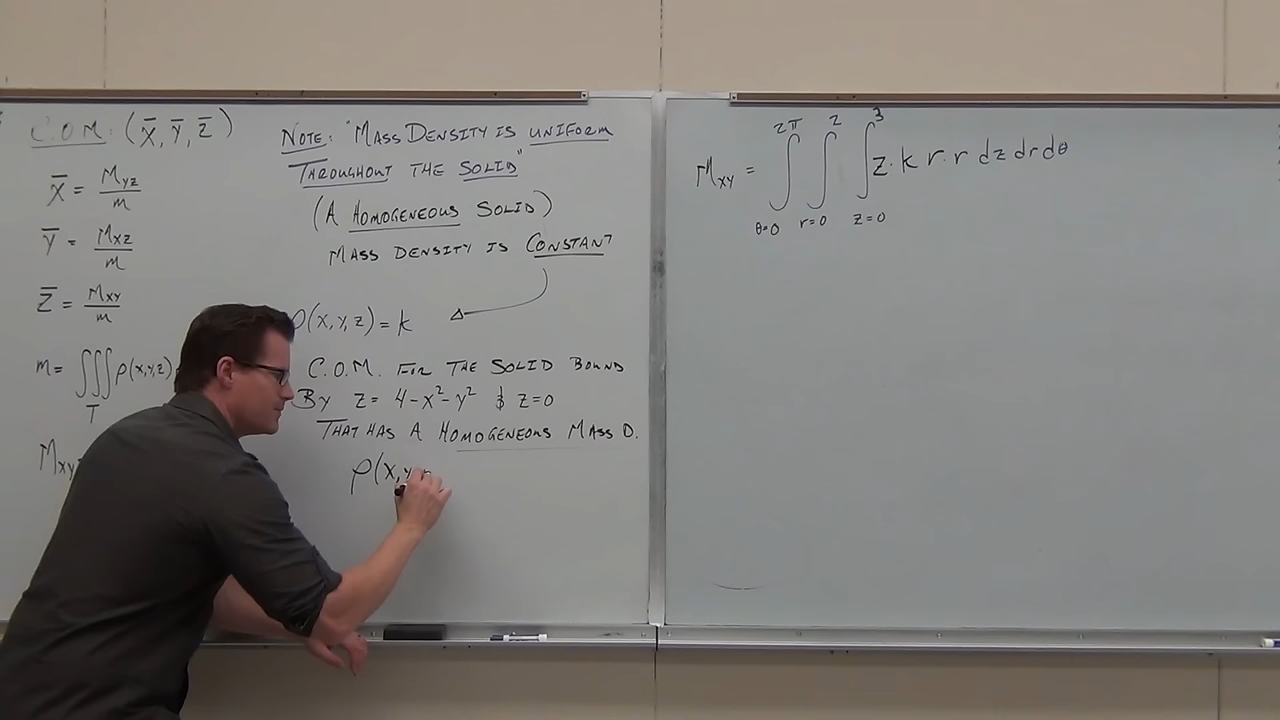 C.O.M: (x̄, ȳ, z̄)
x̄ = Myz/m
ȳ = Mxz/m
z̄ = Mxy/m
m = ∭T ρ(x,y,z)
Mxy
NOTE: "MASS DENSITY IS UNIFORM
THROUGHOUT THE SOLID"
(A HOMOGENEOUS SOLID)
MASS DENSITY IS CONSTANT
ρ(x,y,z) = k
C.O.M. FOR THE SOLID BOUND
BY z = 4-x²-y² & z=0
THAT HAS A HOMOGENEOUS MASS D.
ρ(x,y
Mxy = ∫θ=0^2π ∫r=0^2 ∫z=0^3 z·k r·r dz dr dθ